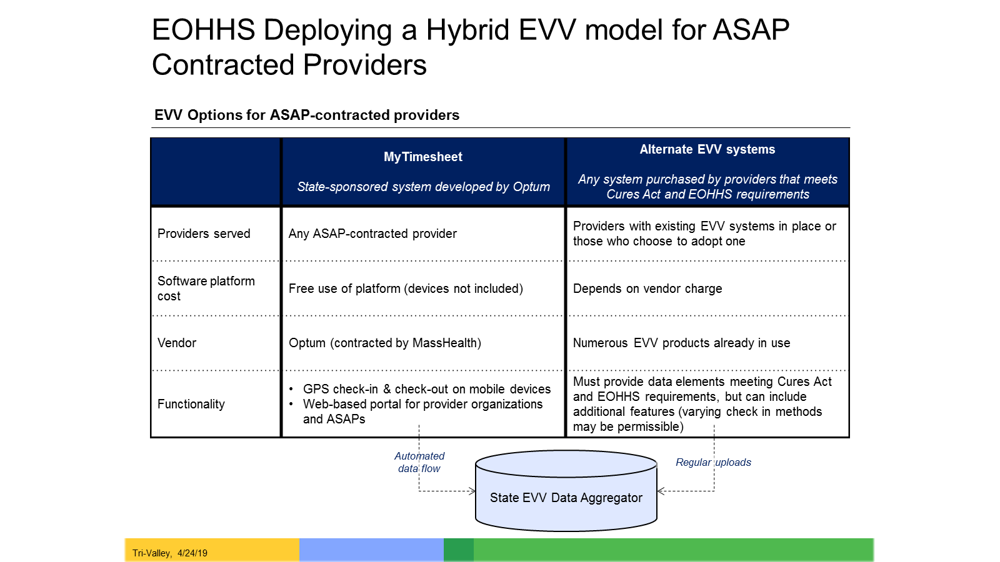 EOHHS Deploying a Hybrid EVV model for ASAP
Contracted Providers
EVV Options for ASAP-contracted providers
MyTimesheet
State-sponsored system developed by Optum
Alternate EVV systems
Any system purchased by providers that meets
Cures Act and EOHHS requirements
Providers served
Any ASAP-contracted provider
Providers with existing EVV systems in place or
those who choose to adopt one
Software platform
cost
Free use of platform (devices not included)
Depends on vendor charge
Vendor
Optum (contracted by MassHealth)
Numerous EVV products already in use
Functionality
• GPS check-in & check-out on mobile devices
• Web-based portal for provider organizations
and ASAPs
Must provide data elements meeting Cures Act
and EOHHS requirements, but can include
additional features (varying check in methods
may be permissible)
Automated
data flow
Regular uploads
State EVV Data Aggregator
Tri-Valley, 4/24/19